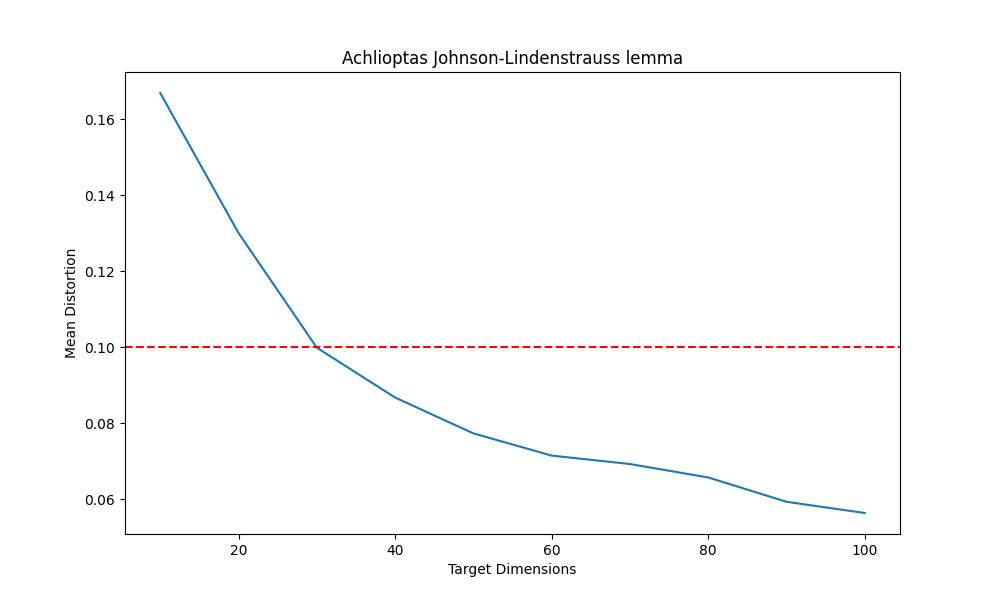 Achlioptas Johnson-Lindenstrauss lemma
0.16
0.14
0.12
0.10
0.08
0.06
Mean Distortion
20 40 60 80 100
Target Dimensions